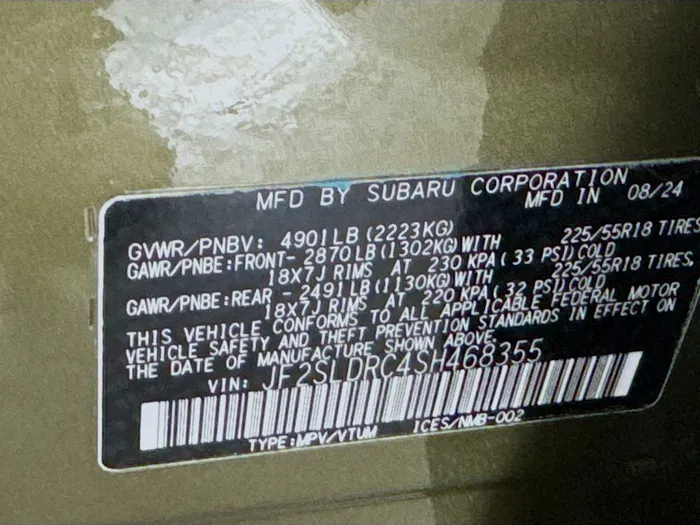 MFD BY SUBARU CORPORATION
MFD IN 08/24
GVWR/PNBV: 4901LB (2223KG)
GAWR/PNBE:FRONT- 2870LB (1302KG)WITH 225/55R18 TIRES,
18X7J RIMS AT 230 KPA (33 PSI)COLD
GAWR/PNBE:REAR - 2491LB (1130KG)WITH 225/55R18 TIRES,
18X7J RIMS AT 220 KPA (32 PSI)COLD
THIS VEHICLE CONFORMS TO ALL APPLICABLE FEDERAL MOTOR
VEHICLE SAFETY AND THEFT PREVENTION STANDARDS IN EFFECT ON
THE DATE OF MANUFACTURE SHOWN ABOVE.
VIN: JF2SLDRC4SH468355
TYPE:MPV/VTUM ICES/NMB-002